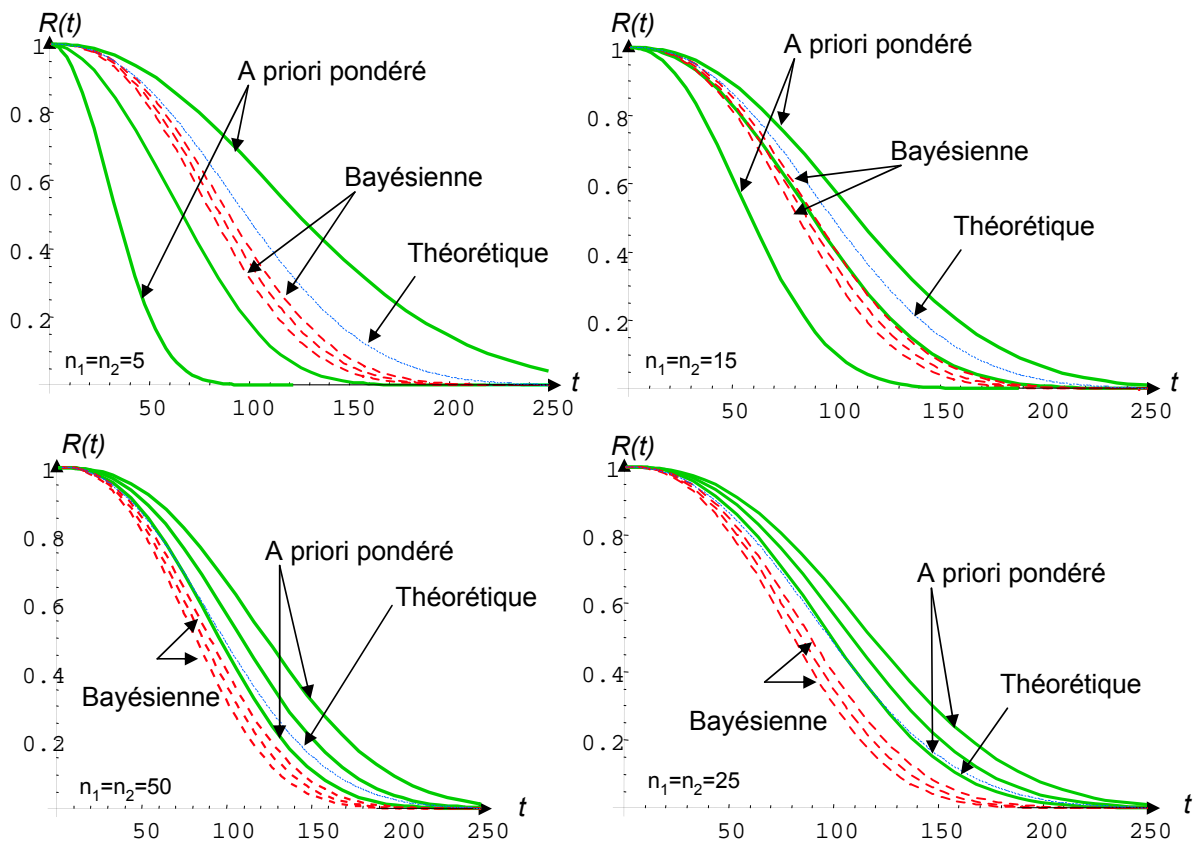 R(t)
1
0.8
0.6
0.4
0.2
A priori pondéré
Bayésienne
Théorétique
n1=n2=5
50
100
150
200
250
t
R(t)
1
0.8
0.6
0.4
0.2
A priori pondéré
Bayésienne
Théorétique
n1=n2=15
50
100
150
200
250
t
R(t)
1
0.8
0.6
0.4
0.2
A priori pondéré
Théorétique
Bayésienne
n1=n2=50
50
100
150
200
250
t
R(t)
1
0.8
0.6
0.4
0.2
A priori pondéré
Théorétique
Bayésienne
n1=n2=25
50
100
150
200
250
t